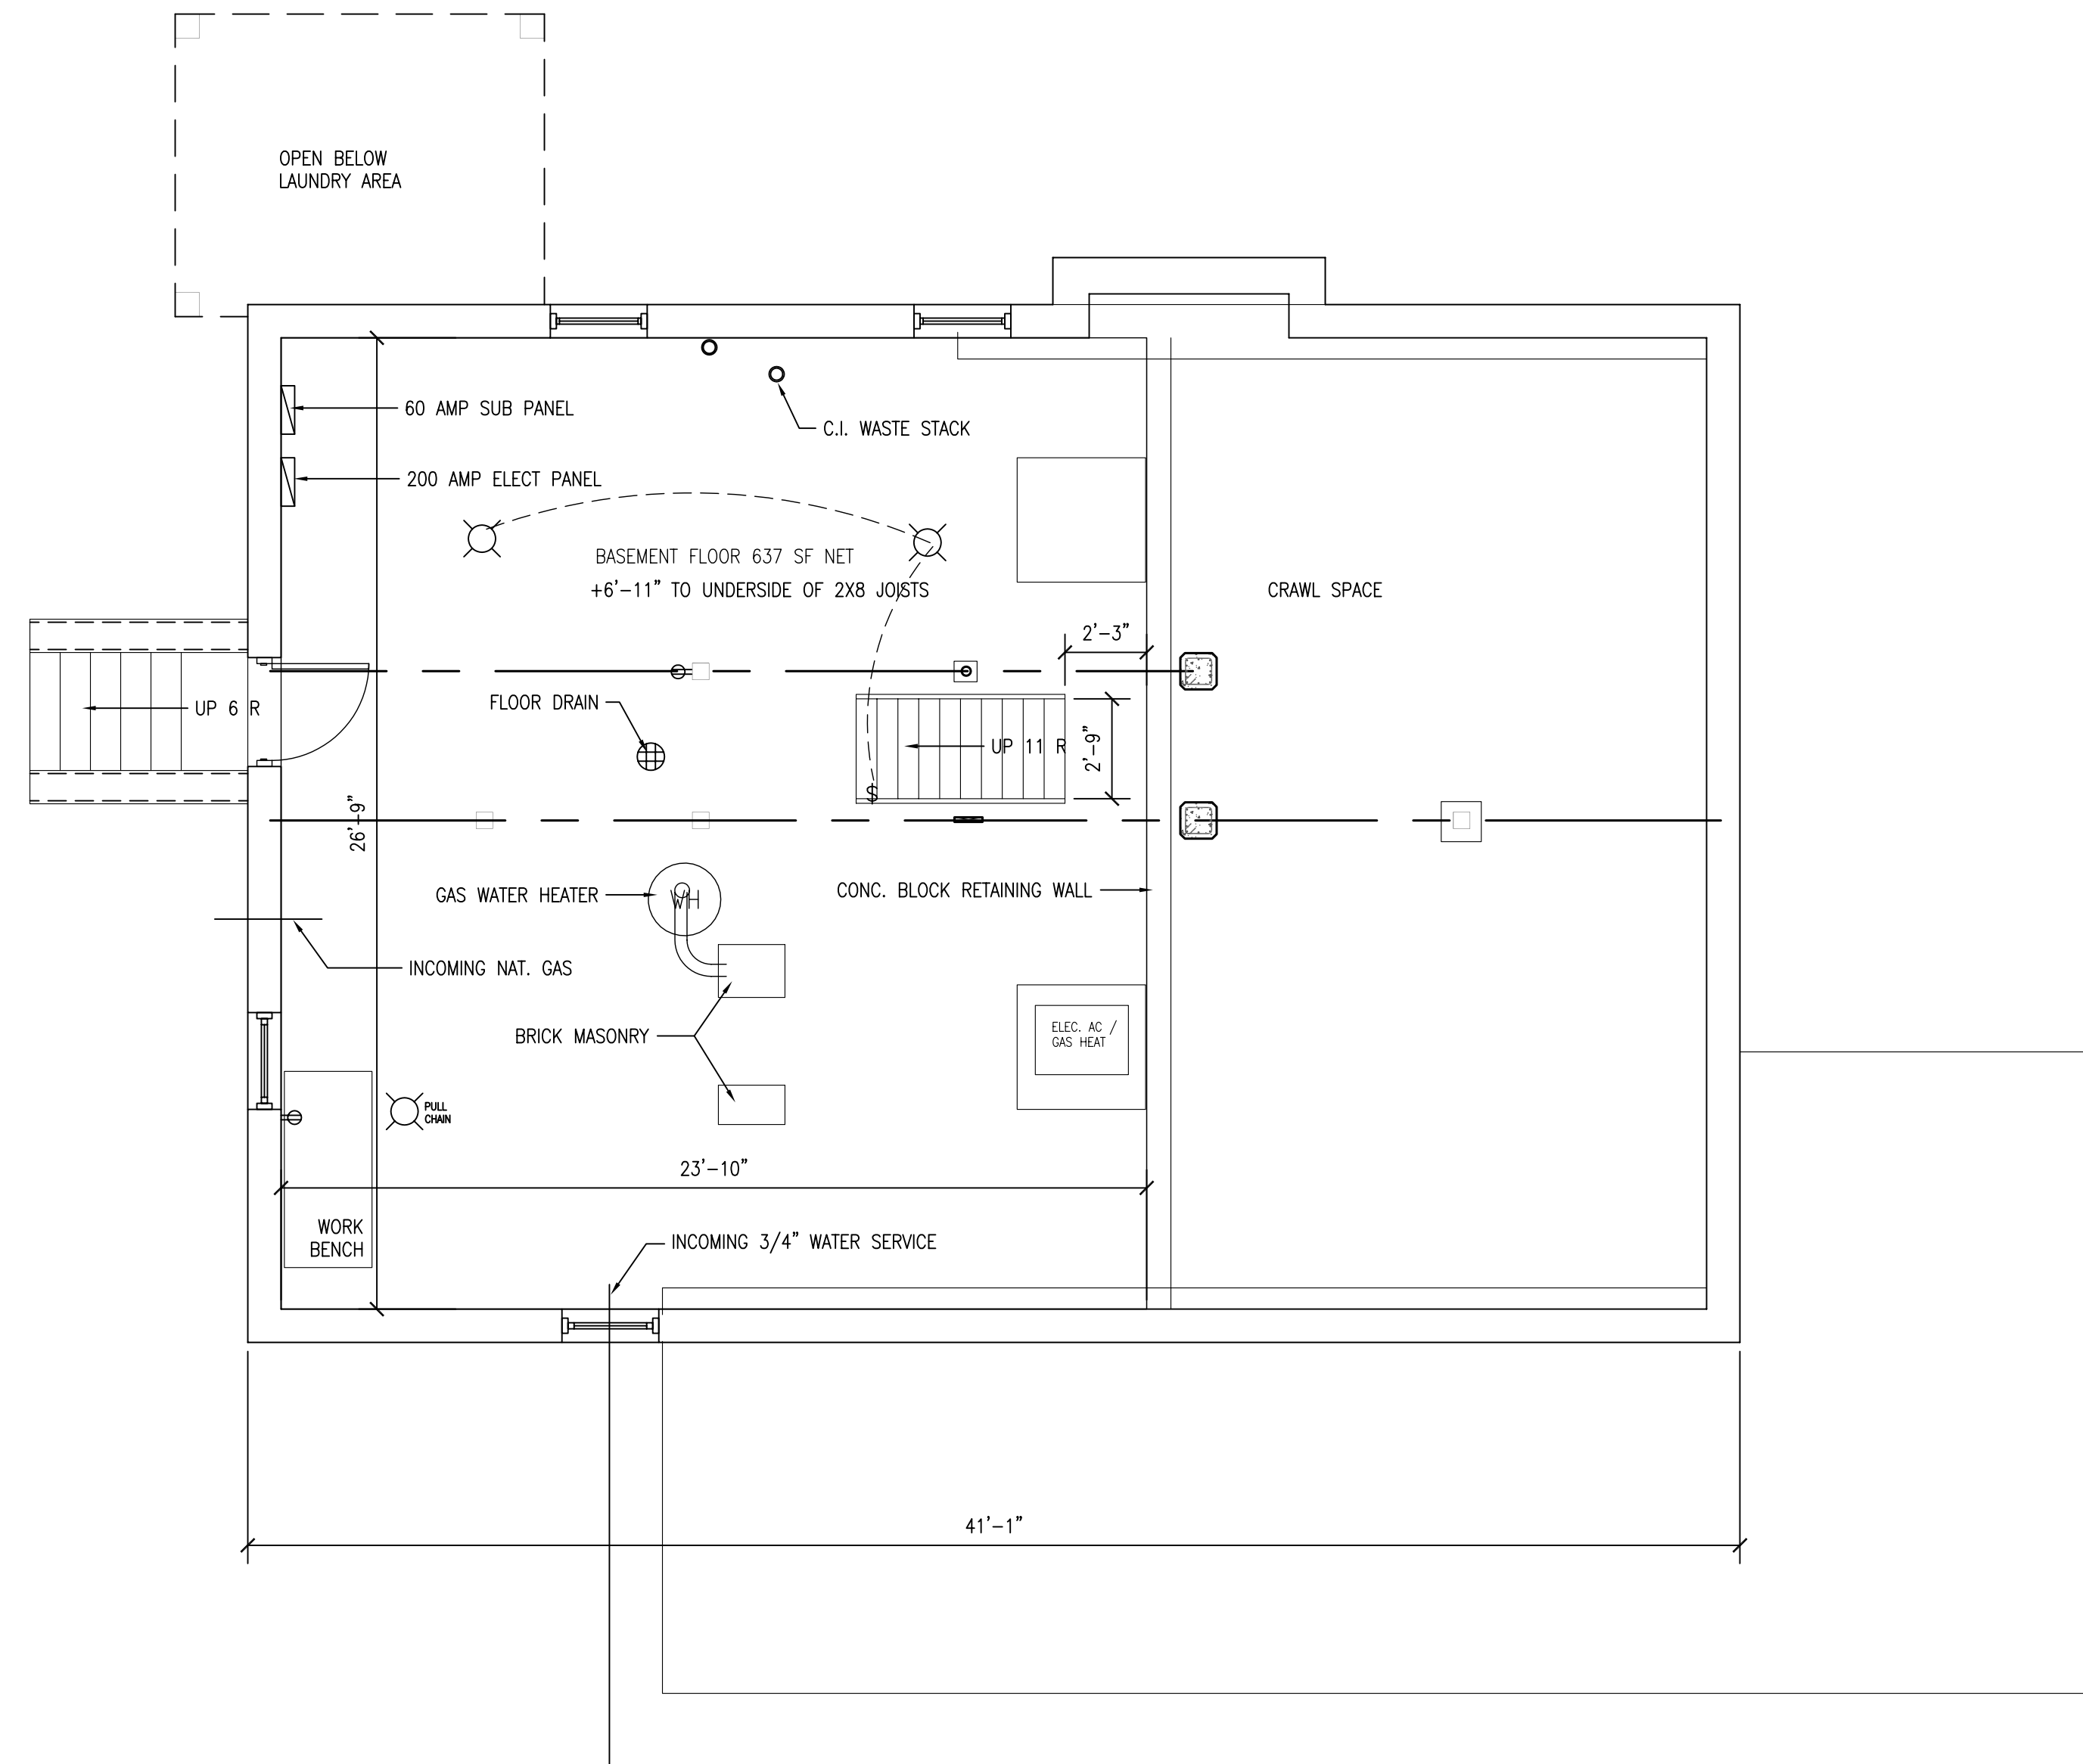 OPEN BELOW
LAUNDRY AREA
60 AMP SUB PANEL
C.I. WASTE STACK
200 AMP ELECT PANEL
BASEMENT FLOOR 637 SF NET
+6'-11" TO UNDERSIDE OF 2X8 JOISTS
CRAWL SPACE
2'-3"
FLOOR DRAIN
UP 6 R
UP 11 R
2'-9"
S
26'-9"
GAS WATER HEATER
WH
CONC. BLOCK RETAINING WALL
INCOMING NAT. GAS
BRICK MASONRY
ELEC. AC /
GAS HEAT
PULL
CHAIN
23'-10"
WORK
BENCH
INCOMING 3/4" WATER SERVICE
41'-1"